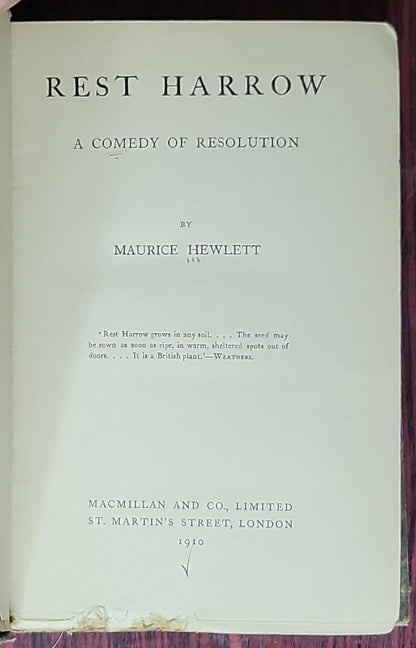 REST HARROW
A COMEDY OF RESOLUTION
BY
MAURICE HEWLETT
'Rest Harrow grows in any soil. . . . The seed may
be sown as soon as ripe, in warm, sheltered spots out of
doors. . . . It is a British plant.'—WEATHERS.
MACMILLAN AND CO., LIMITED
ST. MARTIN'S STREET, LONDON
1910